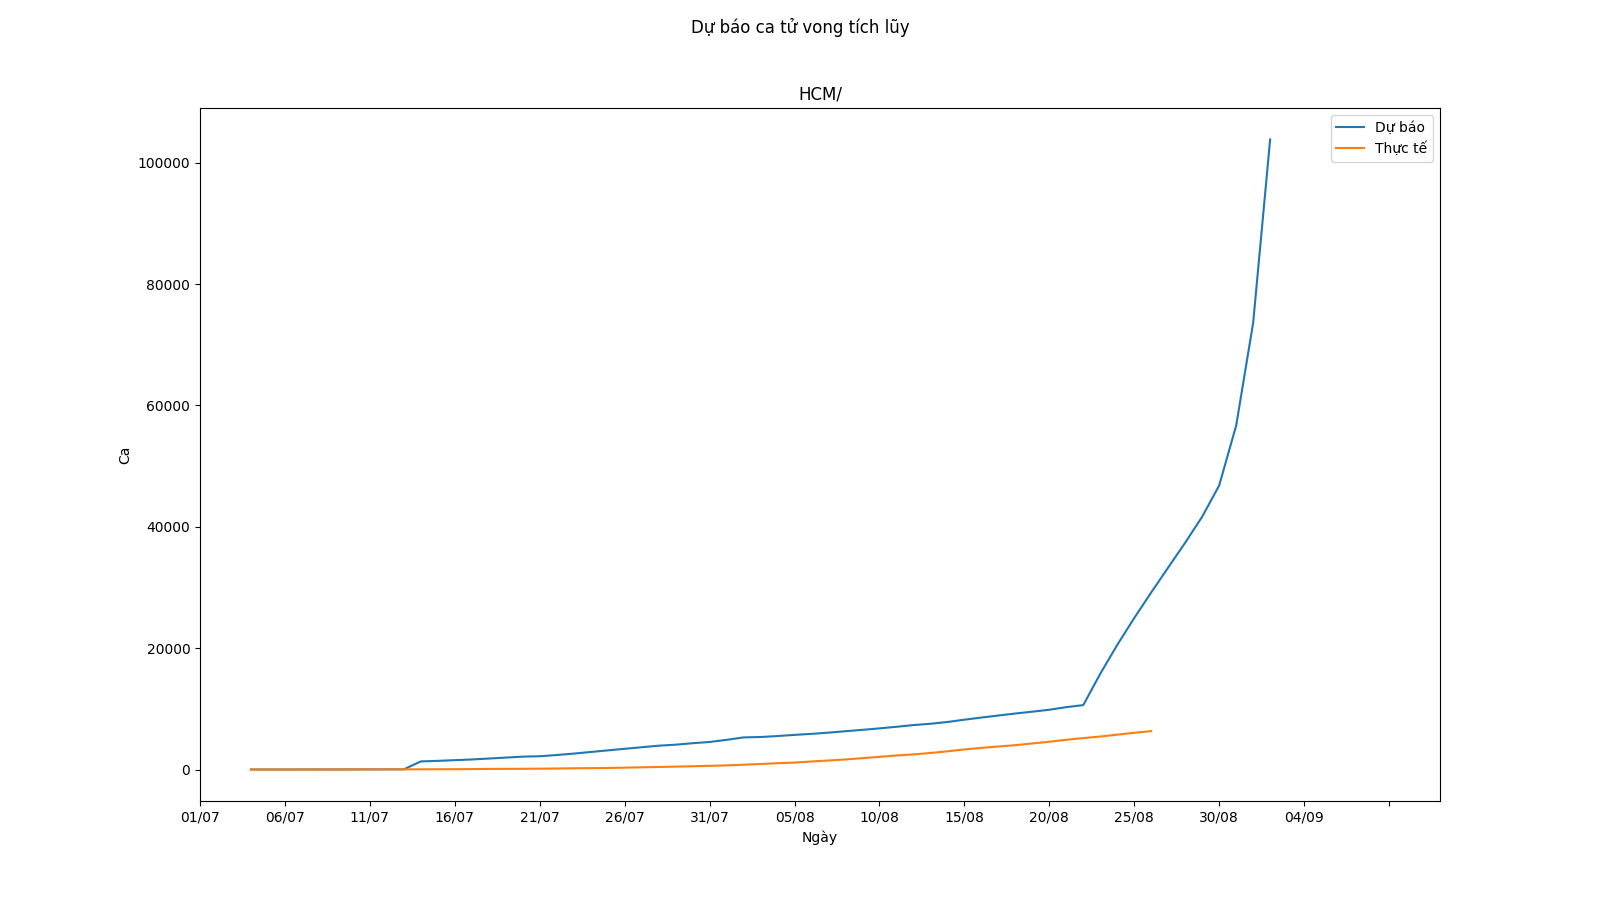 Dự báo ca tử vong tích lũy
HCM/
Dự báo
Thực tế
100000
80000
60000
40000
20000
0
Ca
01/07 06/07 11/07 16/07 21/07 26/07 31/07 05/08 10/08 15/08 20/08 25/08 30/08 04/09
Ngày